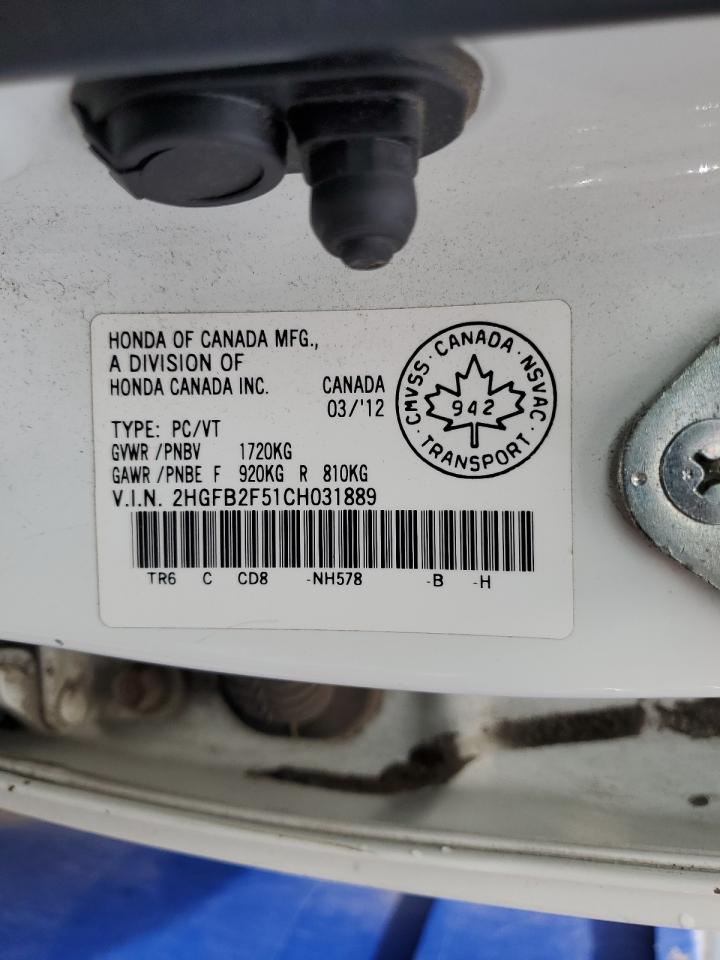 HONDA OF CANADA MFG.,
A DIVISION OF
HONDA CANADA INC. CANADA
03/'12
TYPE: PC/VT
GVWR /PNBV 1720KG
GAWR /PNBE F 920KG R 810KG
V.I.N. 2HGFB2F51CH031889
TR6 C CD8 -NH578 -B -H
CMVSS · CANADA · NSVAC
942
· TRANSPORT ·